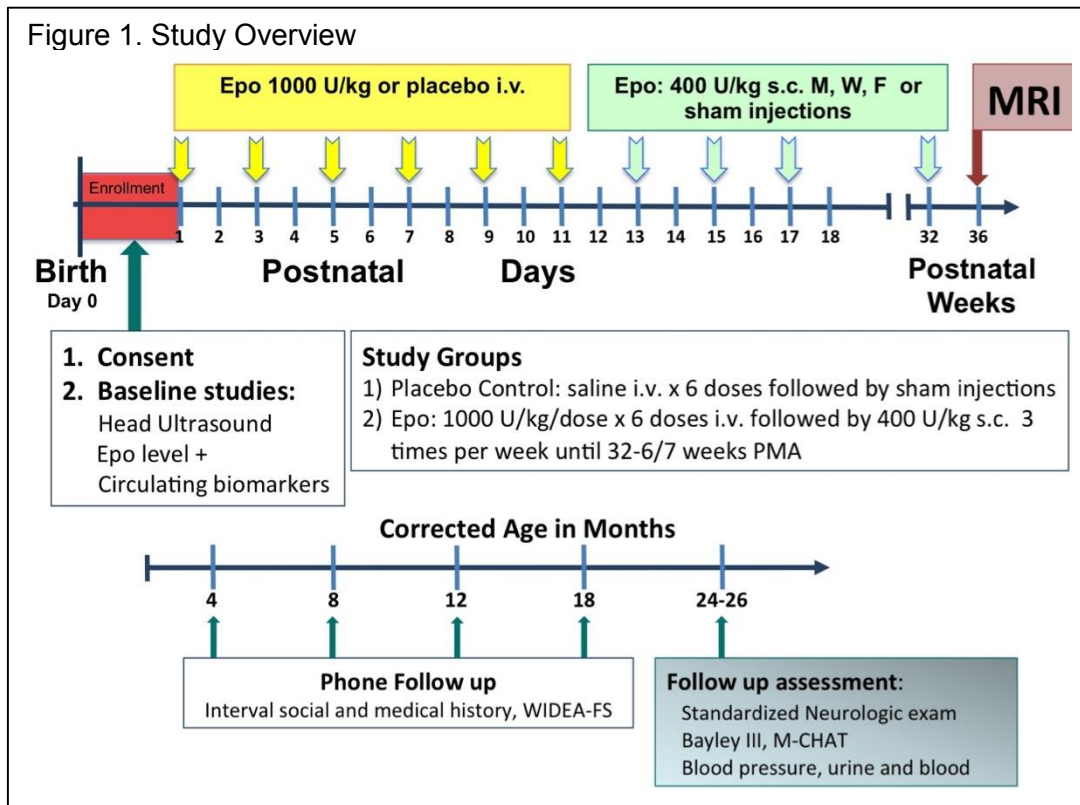 Figure 1. Study Overview
Epo 1000 U/kg or placebo i.v.
Epo: 400 U/kg s.c. M, W, F or
sham injections
MRI
Enrollment
1 2 3 4 5 6 7 8 9 10 11 12 13 14 15 16 17 18 32 36
Birth
Day 0
Postnatal Days
Postnatal
Weeks
1. Consent
2. Baseline studies:
Head Ultrasound
Epo level +
Circulating biomarkers
Study Groups
1) Placebo Control: saline i.v. x 6 doses followed by sham injections
2) Epo: 1000 U/kg/dose x 6 doses i.v. followed by 400 U/kg s.c. 3
times per week until 32-6/7 weeks PMA
Corrected Age in Months
4 8 12 18 24-26
Phone Follow up
Interval social and medical history, WIDEA-FS
Follow up assessment:
Standardized Neurologic exam
Bayley III, M-CHAT
Blood pressure, urine and blood